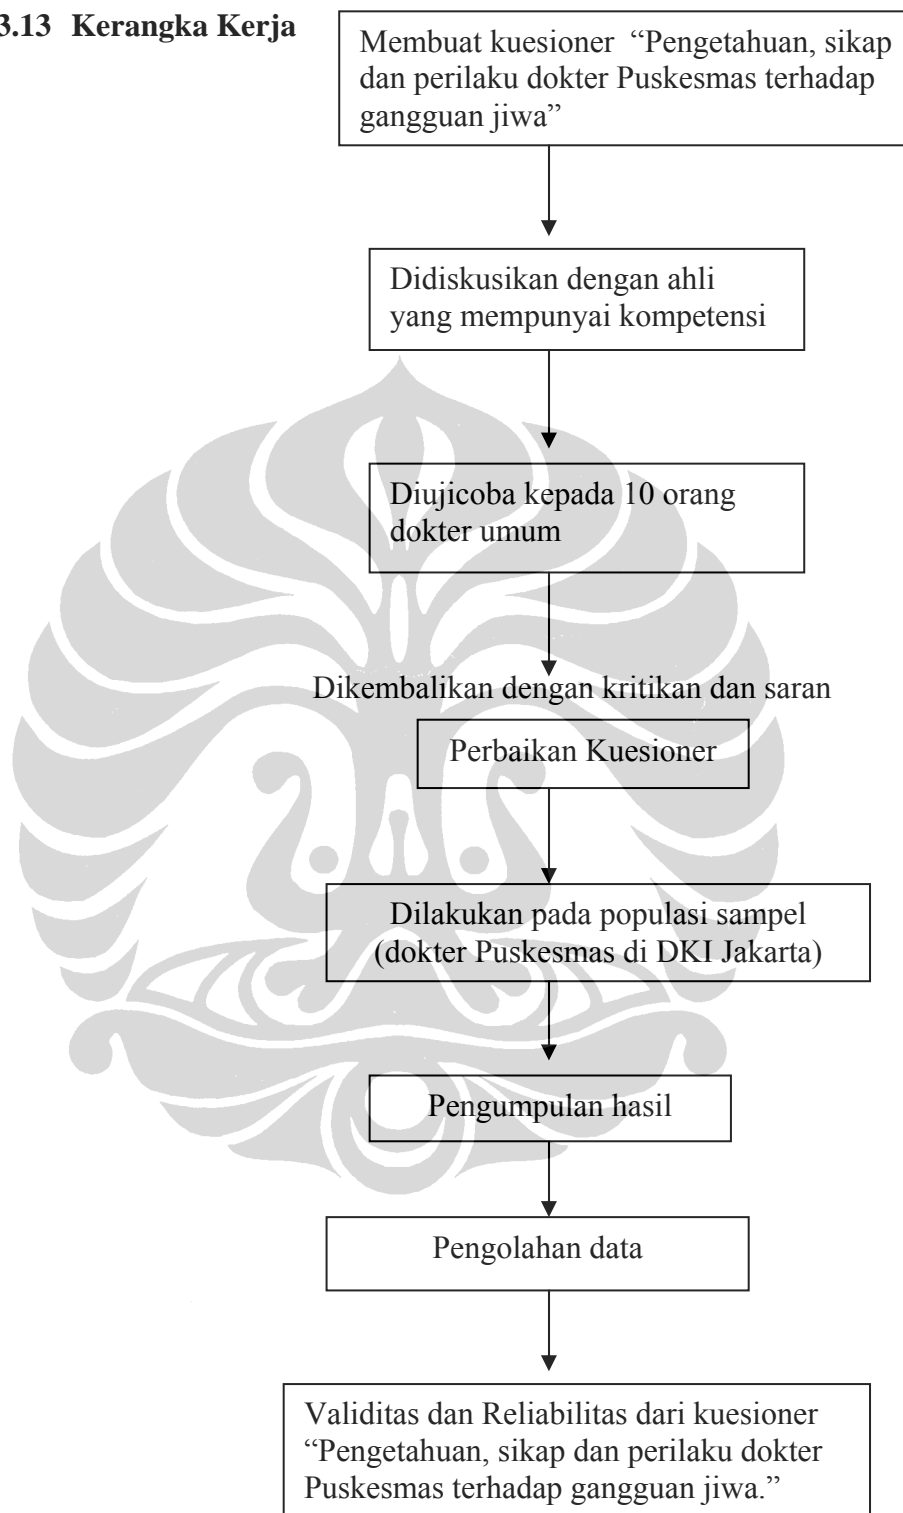 3.13 Kerangka Kerja
Membuat kuesioner “Pengetahuan, sikap
dan perilaku dokter Puskesmas terhadap
gangguan jiwa”
Didiskusikan dengan ahli
yang mempunyai kompetensi
Diujicoba kepada 10 orang
dokter umum
Dikembalikan dengan kritikan dan saran
Perbaikan Kuesioner
Dilakukan pada populasi sampel
(dokter Puskesmas di DKI Jakarta)
Pengumpulan hasil
Pengolahan data
Validitas dan Reliabilitas dari kuesioner
“Pengetahuan, sikap dan perilaku dokter
Puskesmas terhadap gangguan jiwa.”